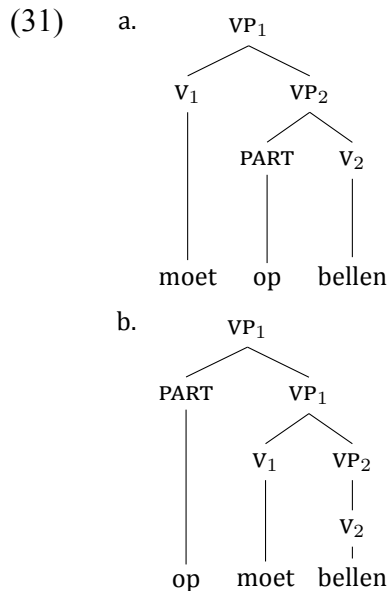 (31) a. VP₁
V₁ VP₂
PART V₂
moet op bellen
b. VP₁
PART VP₁
V₁ VP₂
V₂
op moet bellen